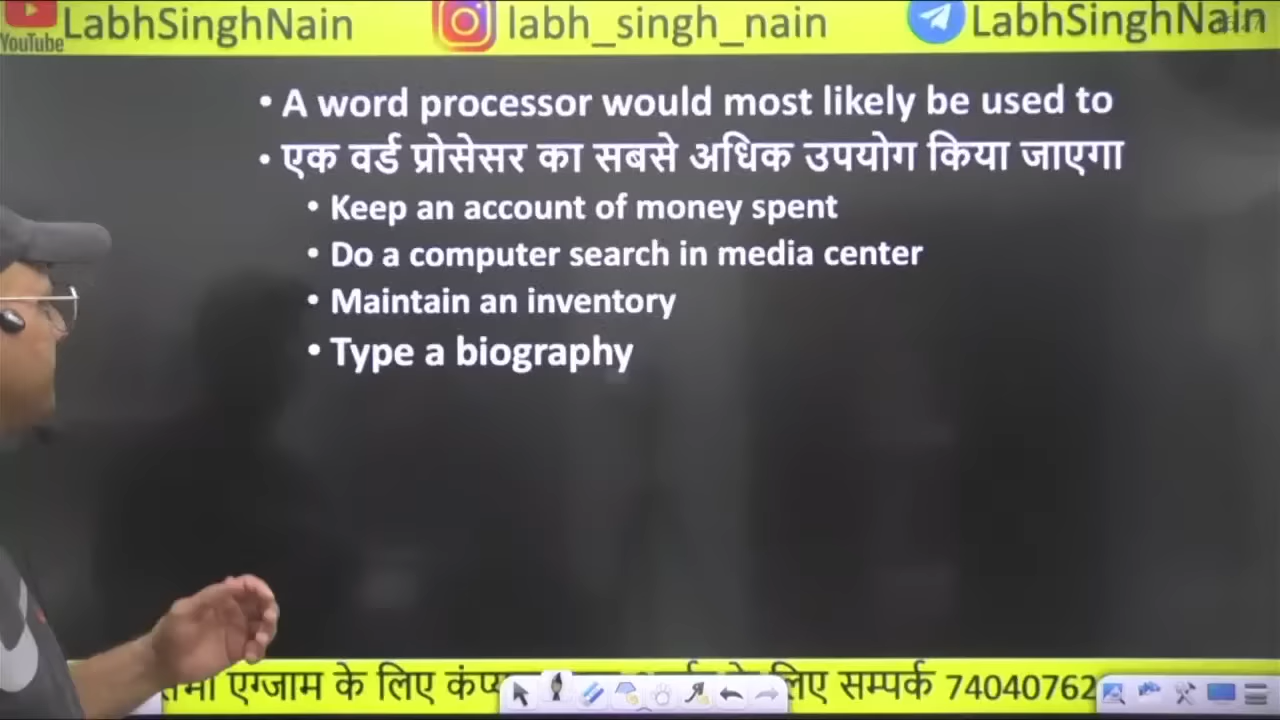 YouTube
LabhSinghNain
labh_singh_nain
LabhSinghNain
• A word processor would most likely be used to
• एक वर्ड प्रोसेसर का सबसे अधिक उपयोग किया जाएगा
• Keep an account of money spent
• Do a computer search in media center
• Maintain an inventory
• Type a biography
एग्जाम के लिए
लिए सम्पर्क 74040762